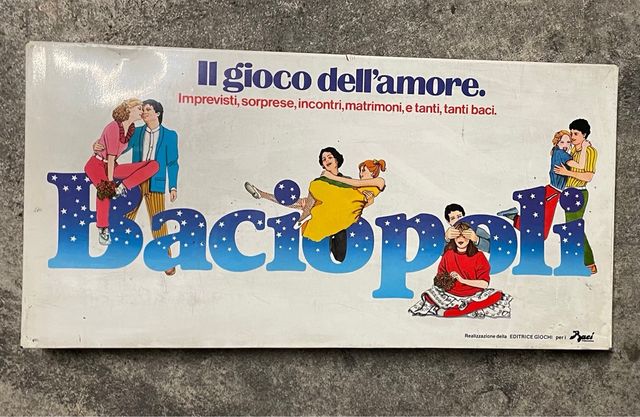 Il gioco dell'amore.
Imprevisti, sorprese, incontri, matrimoni, e tanti, tanti baci.
Baciopoli
Realizzazione della EDITRICE GIOCHI per i Baci